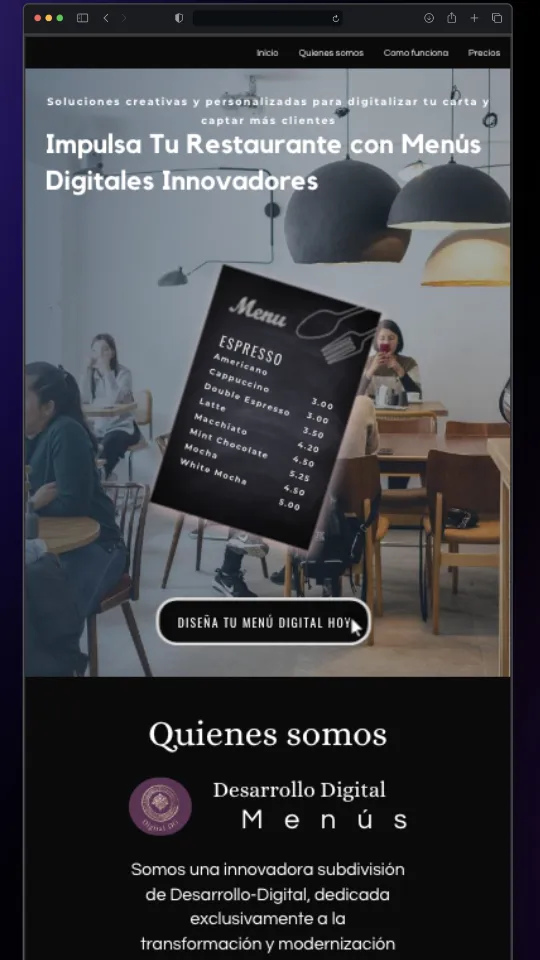 Inicio Quienes somos Como funciona Precios
Soluciones creativas y personalizadas para digitalizar tu carta y
captar más clientes
Impulsa Tu Restaurante con Menús
Digitales Innovadores
Menu
ESPRESSO
Americano 3.00
Cappuccino 3.00
Double Espresso 3.50
Latte 4.20
Macchiato 4.50
Mint Chocolate 5.25
Mocha 4.50
White Mocha 5.00
DISEÑA TU MENÚ DIGITAL HOY
Quienes somos
Desarrollo Digital
Menús
Somos una innovadora subdivisión
de Desarrollo-Digital, dedicada
exclusivamente a la
transformación y modernización